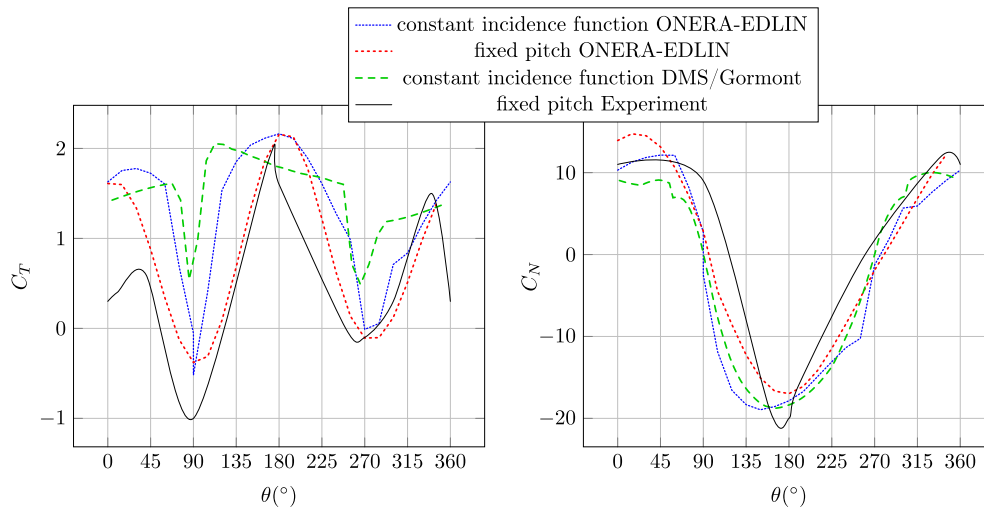 constant incidence function ONERA-EDLIN
fixed pitch ONERA-EDLIN
constant incidence function DMS/Gormont
fixed pitch Experiment
2
1
0
−1
C_T
0 45 90 135 180 225 270 315 360
θ(°)
10
0
−10
−20
C_N
0 45 90 135 180 225 270 315 360
θ(°)